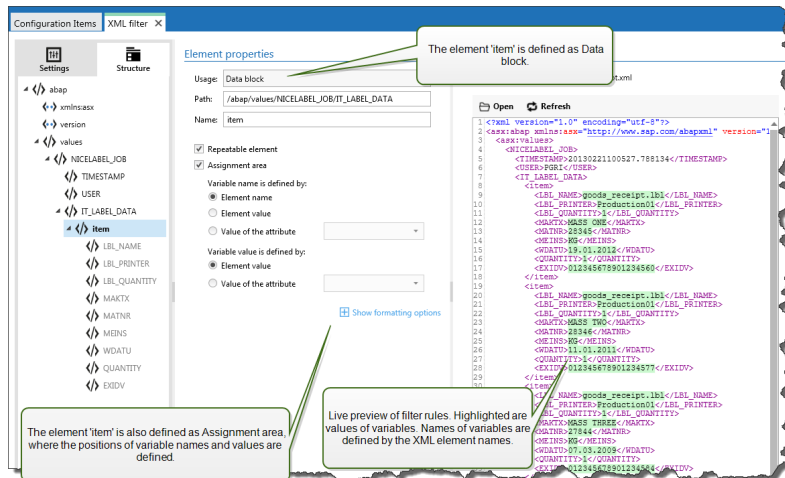 Configuration Items
XML filter
Settings
Structure
abap
xmlns:asx
version
values
NICELABEL_JOB
TIMESTAMP
USER
IT_LABEL_DATA
item
LBL_NAME
LBL_PRINTER
LBL_QUANTITY
MAKTX
MATNR
MEINS
WDATU
QUANTITY
EXIDV
Element properties
Usage: Data block
Path: /abap/values/NICELABEL_JOB/IT_LABEL_DATA
Name: item
Repeatable element
Assignment area
Variable name is defined by:
Element name
Element value
Value of the attribute
Variable value is defined by:
Element value
Value of the attribute
Show formatting options
The element 'item' is defined as Data
block.
Open Refresh
1 <?xml version="1.0" encoding="utf-8"?>
2 <asx:abap xmlns:asx="http://www.sap.com/abapxml" version="1
3 <asx:values>
4 <NICELABEL_JOB>
5 <TIMESTAMP>20130221100527.788134</TIMESTAMP>
6 <USER>PGRI</USER>
7 <IT_LABEL_DATA>
8 <item>
9 <LBL_NAME>goods_receipt.lbl</LBL_NAME>
10 <LBL_PRINTER>Production01</LBL_PRINTER>
11 <LBL_QUANTITY>1</LBL_QUANTITY>
12 <MAKTX>MASS ONE</MAKTX>
13 <MATNR>28345</MATNR>
14 <MEINS>KG</MEINS>
15 <WDATU>19.01.2012</WDATU>
16 <QUANTITY>1</QUANTITY>
17 <EXIDV>012345678901234560</EXIDV>
18 </item>
19 <item>
20 <LBL_NAME>goods_receipt.lbl</LBL_NAME>
21 <LBL_PRINTER>Production01</LBL_PRINTER>
22 <LBL_QUANTITY>1</LBL_QUANTITY>
23 <MAKTX>MASS TWO</MAKTX>
24 <MATNR>28346</MATNR>
25 <MEINS>KG</MEINS>
26 <WDATU>11.01.2011</WDATU>
27 <QUANTITY>1</QUANTITY>
28 <EXIDV>012345678901234577</EXIDV>
29 </item>
30 <item>
<LBL_NAME>goods_receipt.lbl</LBL_NAME>
PRINTER>Production01</LBL_PRINTER>
QUANTITY>1</LBL_QUANTITY>
<MAKTX>MASS THREE</MAKTX>
<MATNR>27844</MATNR>
<MEINS>KG</MEINS>
<WDATU>07.03.2009</WDATU>
<QUANTITY>1</QUANTITY>
<EXIDV>012345678901234584</EXIDV>
The element 'item' is also defined as Assignment area,
where the positions of variable names and values are
defined.
Live preview of filter rules. Highlighted are
values of variables. Names of variables are
defined by the XML element names.